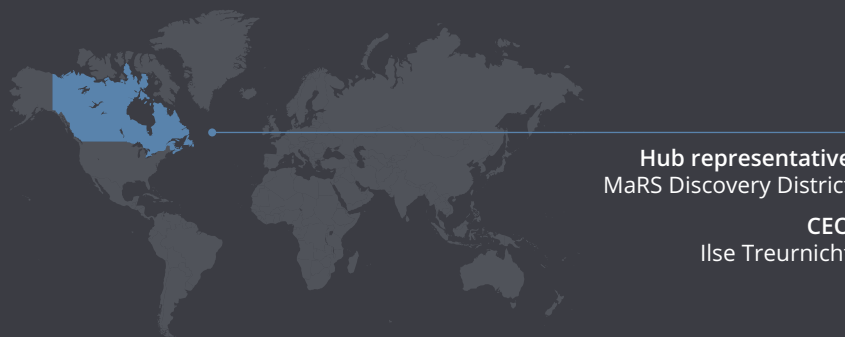 Hub representative
MaRS Discovery District
CEO
Ilse Treurnicht